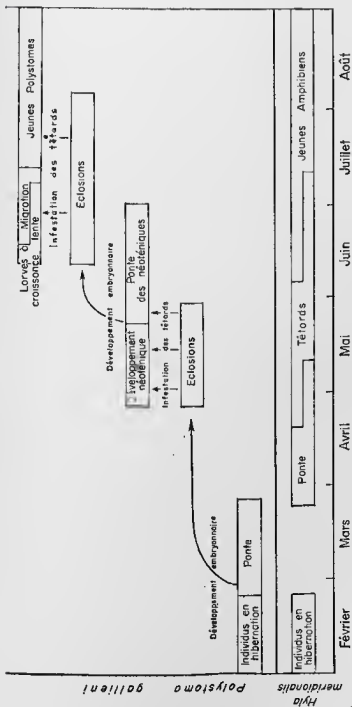 Larves à
croissance
Migration
lente
Jeunes Polystomes
Infestation des têtards
Eclosions
Développement embryonnaire
Développement
néoténique
Ponte
des néoténiques
Infestation des têtards
Eclosions
Développement embryonnaire
Individus en
hibernation
Ponte
Individus en
hibernation
Ponte
Têtards
Jeunes Amphibiens
Polystoma gallieni
Hyla
meridionalis
Février
Mars
Avril
Mai
Juin
Juillet
Août